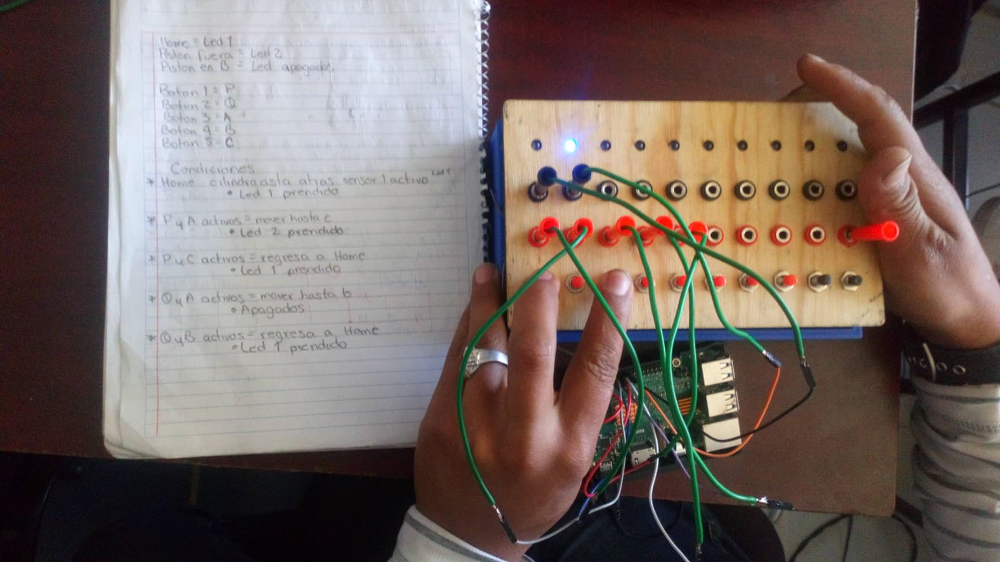 Home = Led 1
Piston fuera = Led 2
Piston en B = Led apagados
Boton 1 = P
Boton 2 = Q
Boton 3 = A
Boton 4 = B
Boton 5 = C
Condiciones
* Home cilindro asta atras sensor 1 activo Led 1
• Led 1 prendido
* P y A activos = mover hasta c
• Led 2 prendido
* P y C activos = regresa a Home
• Led 1 prendido
* Q y A activos = mover hasta b
• Apagados
* Q y B activos = regresa a Home
• Led 1 prendido